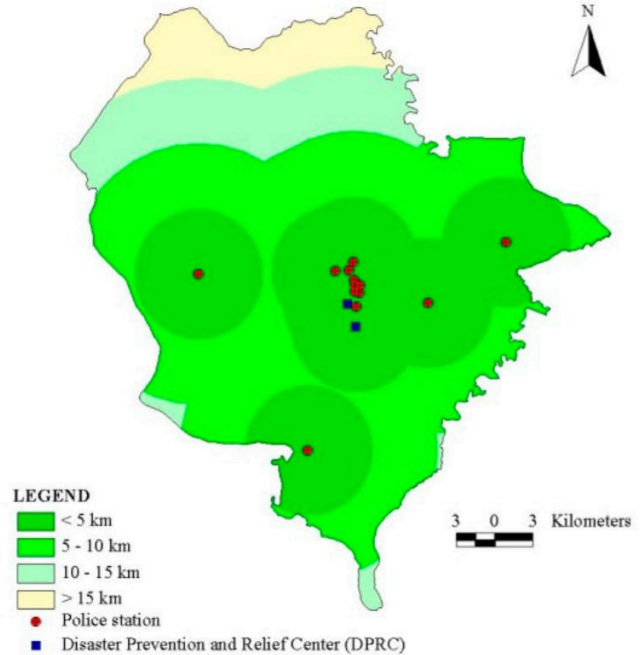 N
LEGEND
< 5 km
5 - 10 km
10 - 15 km
> 15 km
Police station
Disaster Prevention and Relief Center (DPRC)
3 0 3 Kilometers